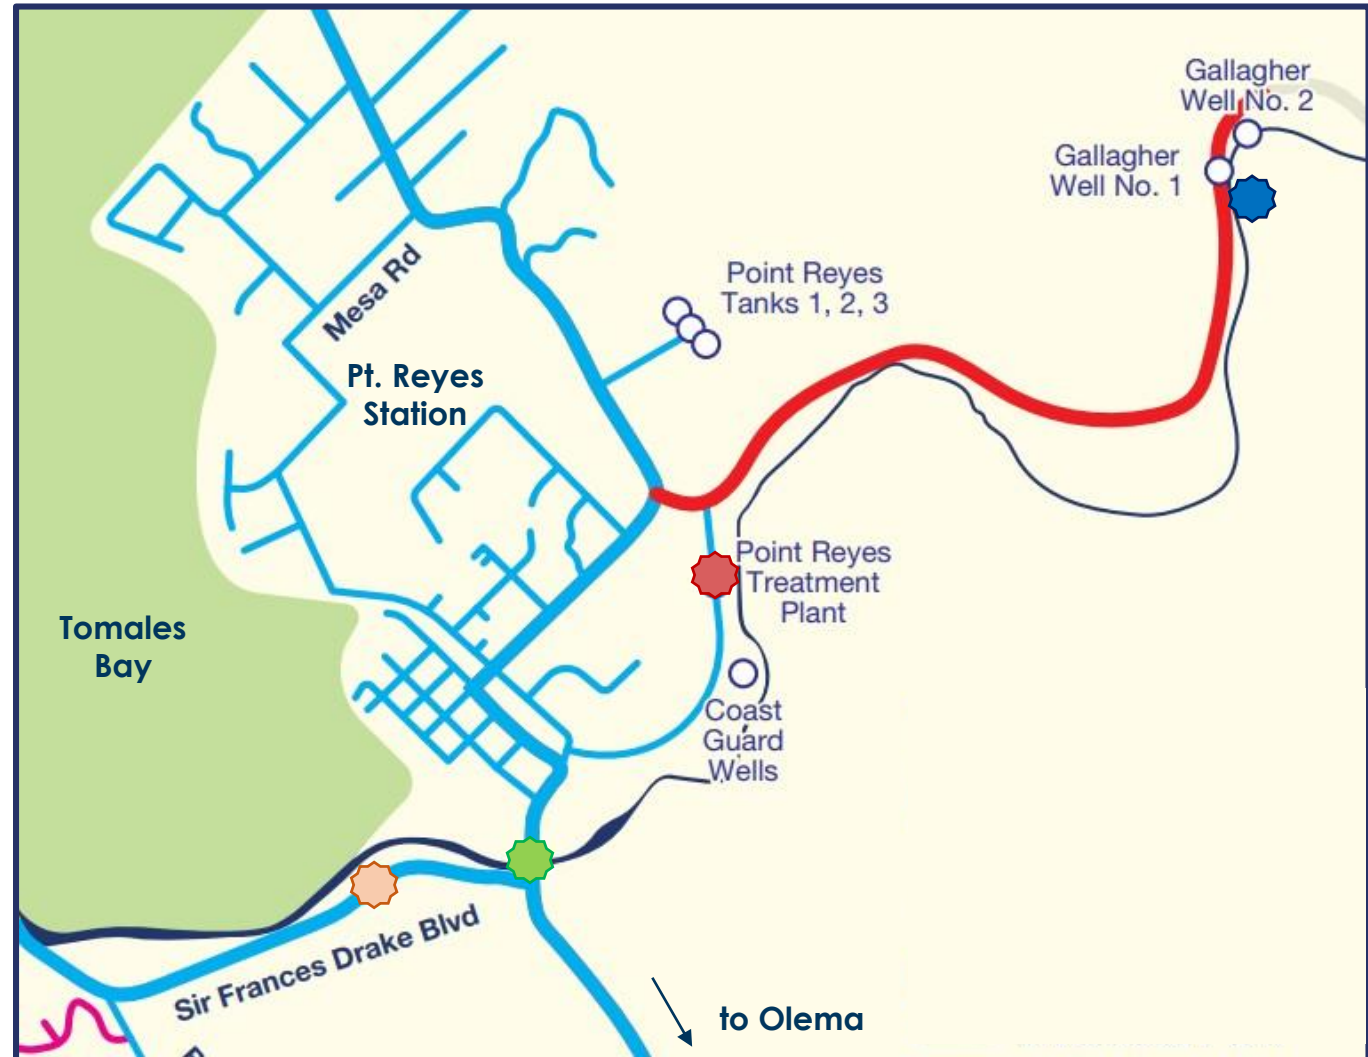 Gallagher
Well No. 2
Gallagher
Well No. 1
Point Reyes
Tanks 1, 2, 3
Mesa Rd
Pt. Reyes
Station
Point Reyes
Treatment
Plant
Tomales
Bay
Coast
Guard
Wells
Sir Frances Drake Blvd
to Olema